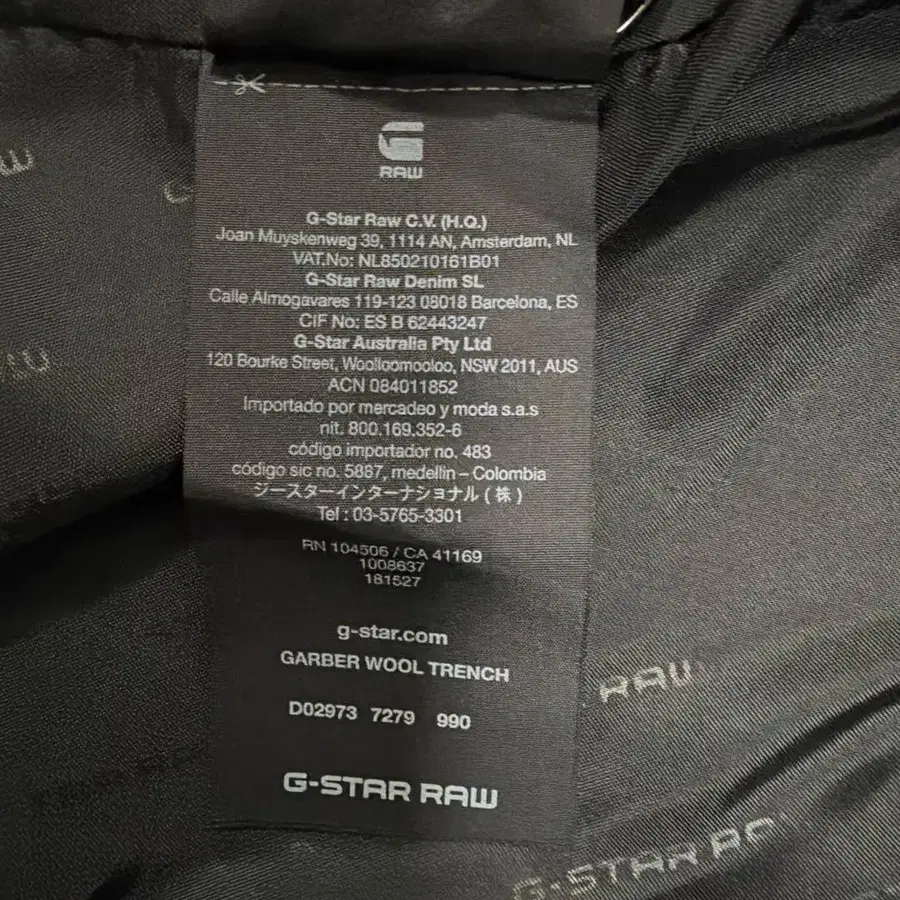 G
RAW
G-Star Raw C.V. (H.Q.)
Joan Muyskenweg 39, 1114 AN, Amsterdam, NL
VAT.No: NL850210161B01
G-Star Raw Denim SL
Calle Almogavares 119-123 08018 Barcelona, ES
CIF No: ES B 62443247
G-Star Australia Pty Ltd
120 Bourke Street, Woolloomooloo, NSW 2011, AUS
ACN 084011852
Importado por mercadeo y moda s.a.s
nit. 800.169.352-6
código importador no. 483
código sic no. 5887, medellin – Colombia
ジースターインターナショナル ( 株 )
Tel : 03-5765-3301
RN 104506 / CA 41169
1008637
181527
g-star.com
GARBER WOOL TRENCH
D02973 7279 990
G-STAR RAW
RAW
G-STAR RA